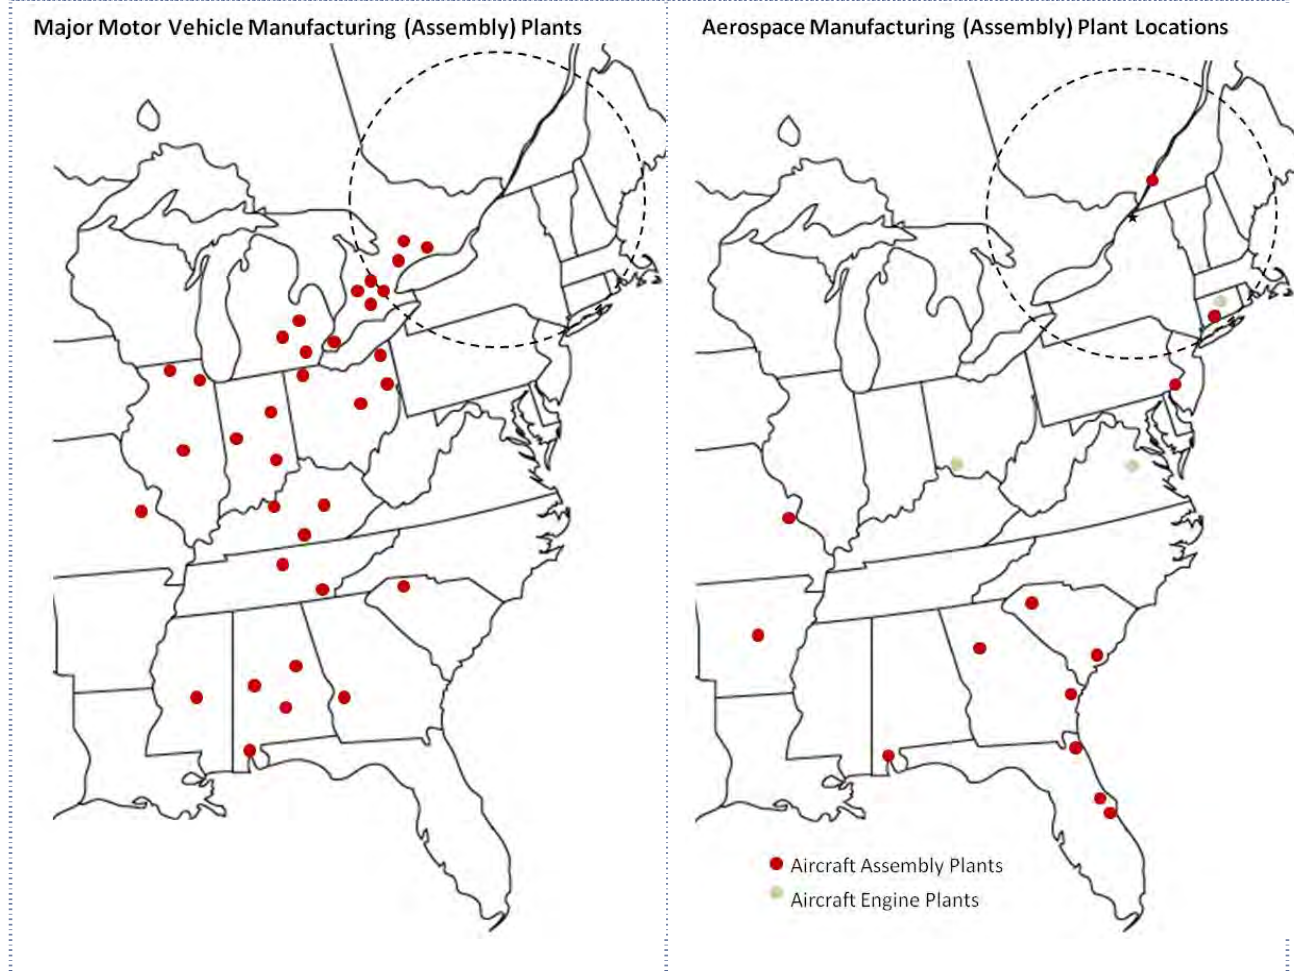 Major Motor Vehicle Manufacturing (Assembly) Plants
Aerospace Manufacturing (Assembly) Plant Locations
Aircraft Assembly Plants
Aircraft Engine Plants